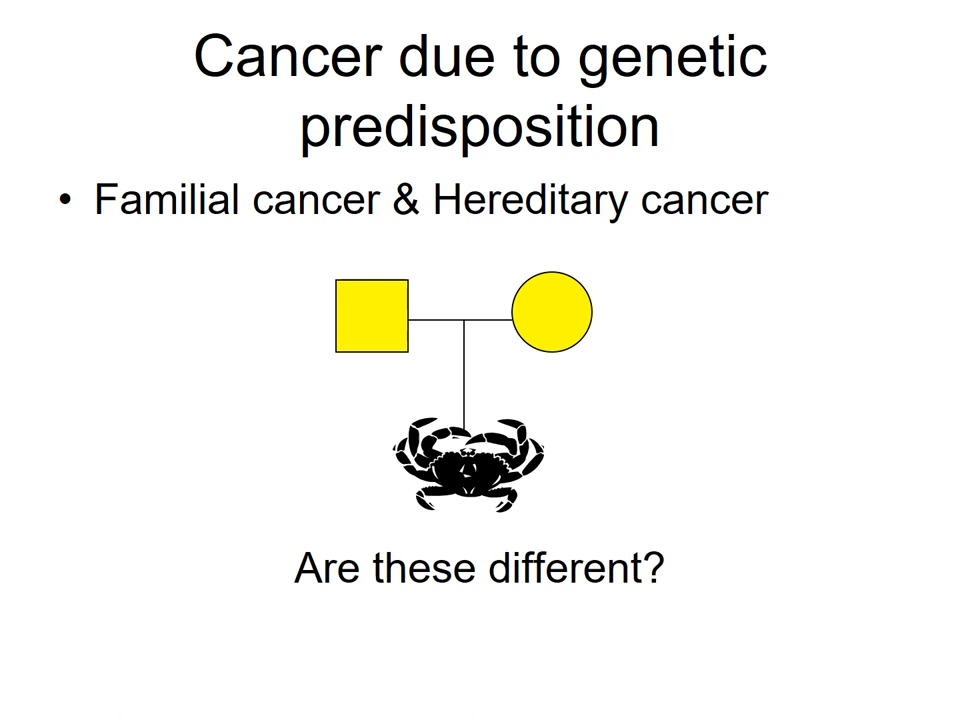 Cancer due to genetic
predisposition
• Familial cancer & Hereditary cancer
Are these different?